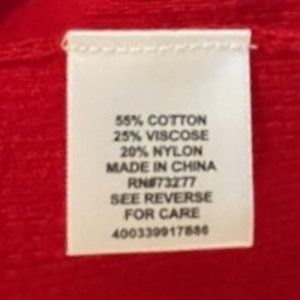 55% COTTON
25% VISCOSE
20% NYLON
MADE IN CHINA
RN#73277
SEE REVERSE
FOR CARE
400339917886